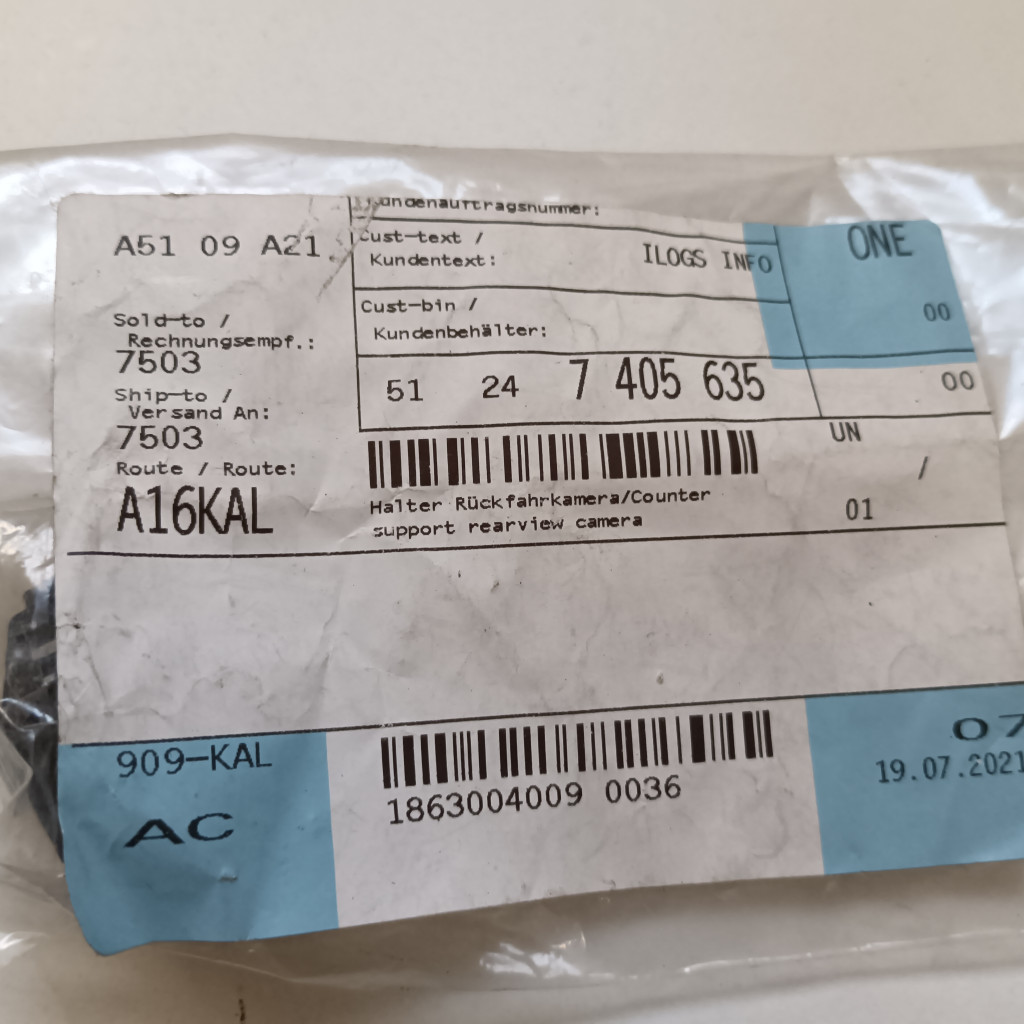 Kundenauftragsnummer:
A51 09 A21.
Cust-text /
Kundentext:
ILOGS INFO
ONE
00
Cust-bin /
Kundenbehälter:
Sold-to /
Rechnungsempf.:
7503
51 24 7 405 635
00
Ship-to /
Versand An:
7503
UN
/
01
Route / Route:
A16KAL
Halter Rückfahrkamera/Counter
support rearview camera
909-KAL
AC
1863004009 0036
07
19.07.2021